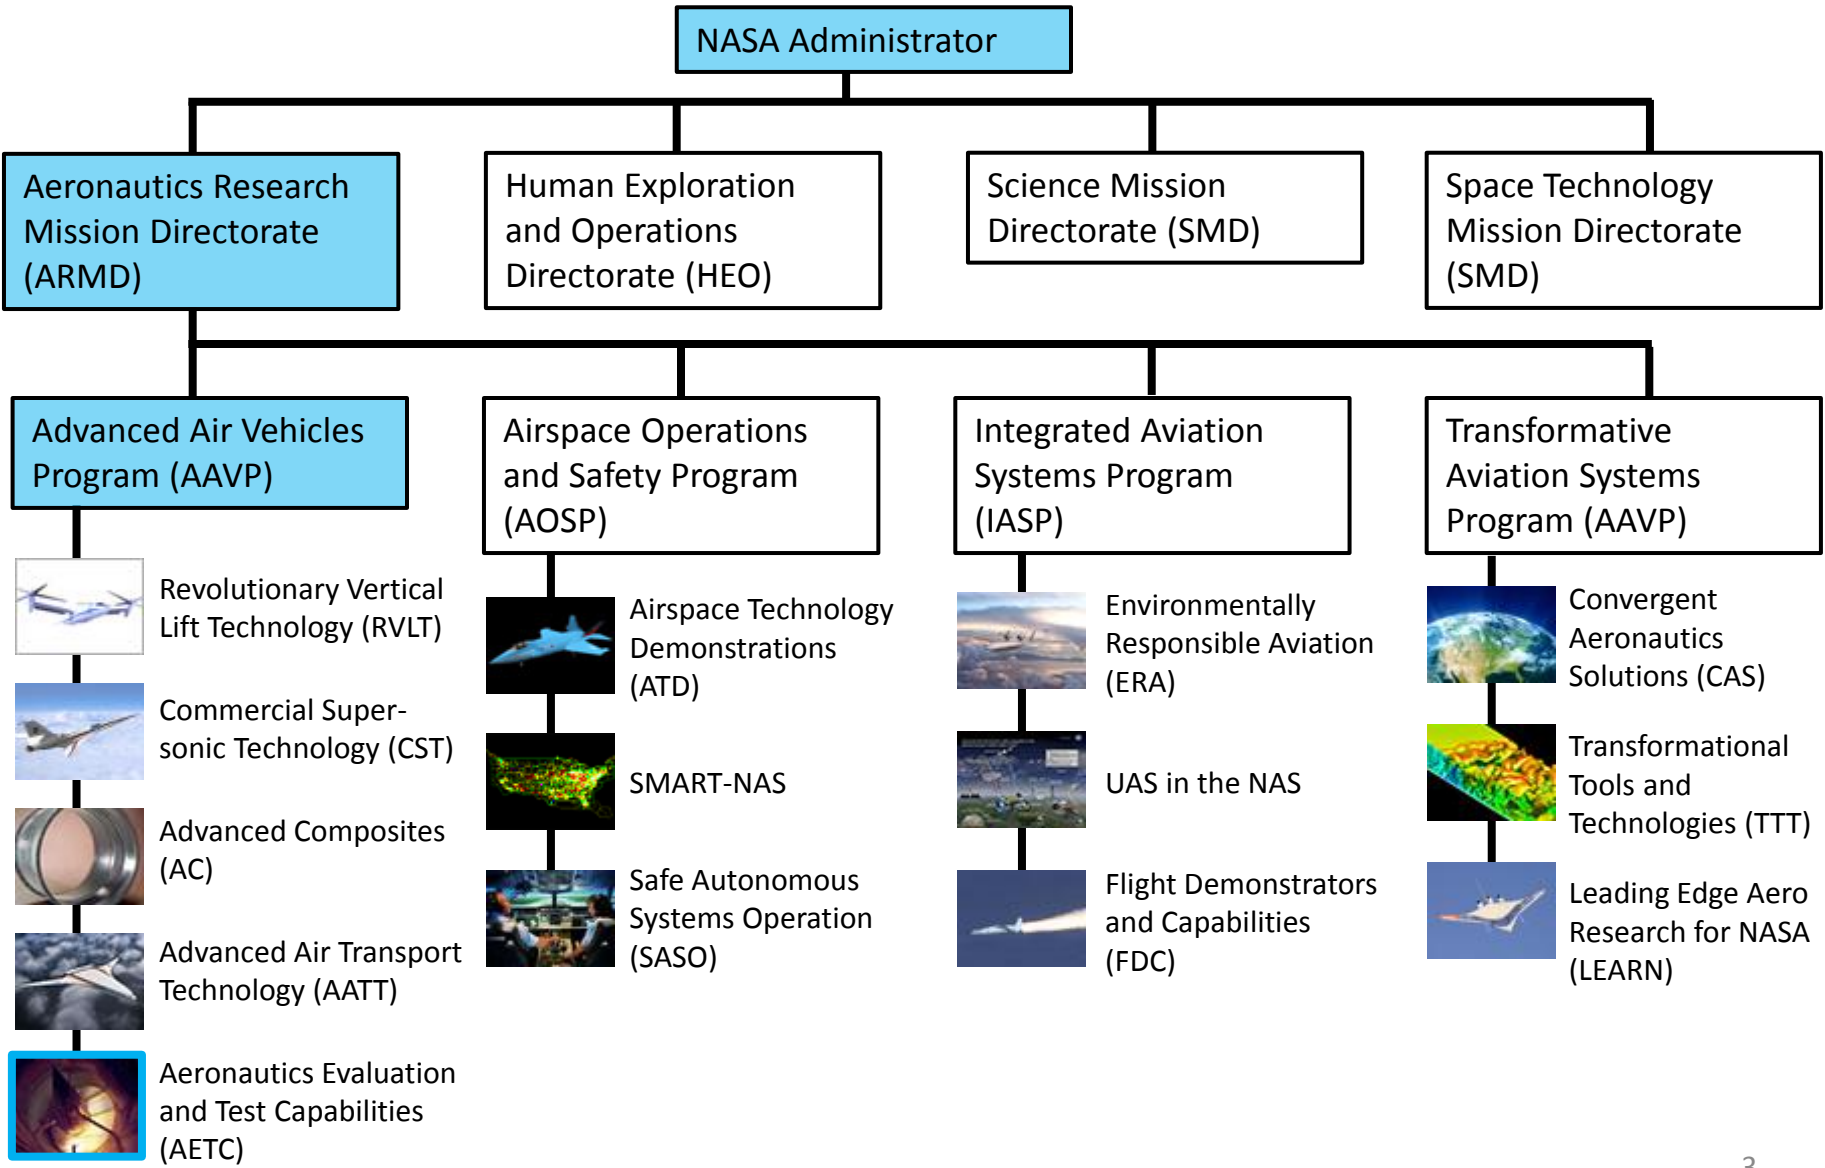 NASA Administrator
Aeronautics Research
Mission Directorate
(ARMD)
Human Exploration
and Operations
Directorate (HEO)
Science Mission
Directorate (SMD)
Space Technology
Mission Directorate
(SMD)
Advanced Air Vehicles
Program (AAVP)
Airspace Operations
and Safety Program
(AOSP)
Integrated Aviation
Systems Program
(IASP)
Transformative
Aviation Systems
Program (AAVP)
Revolutionary Vertical
Lift Technology (RVLT)
Commercial Super-
sonic Technology (CST)
Advanced Composites
(AC)
Advanced Air Transport
Technology (AATT)
Aeronautics Evaluation
and Test Capabilities
(AETC)
Airspace Technology
Demonstrations
(ATD)
SMART-NAS
Safe Autonomous
Systems Operation
(SASO)
Environmentally
Responsible Aviation
(ERA)
UAS in the NAS
Flight Demonstrators
and Capabilities
(FDC)
Convergent
Aeronautics
Solutions (CAS)
Transformational
Tools and
Technologies (TTT)
Leading Edge Aero
Research for NASA
(LEARN)
3